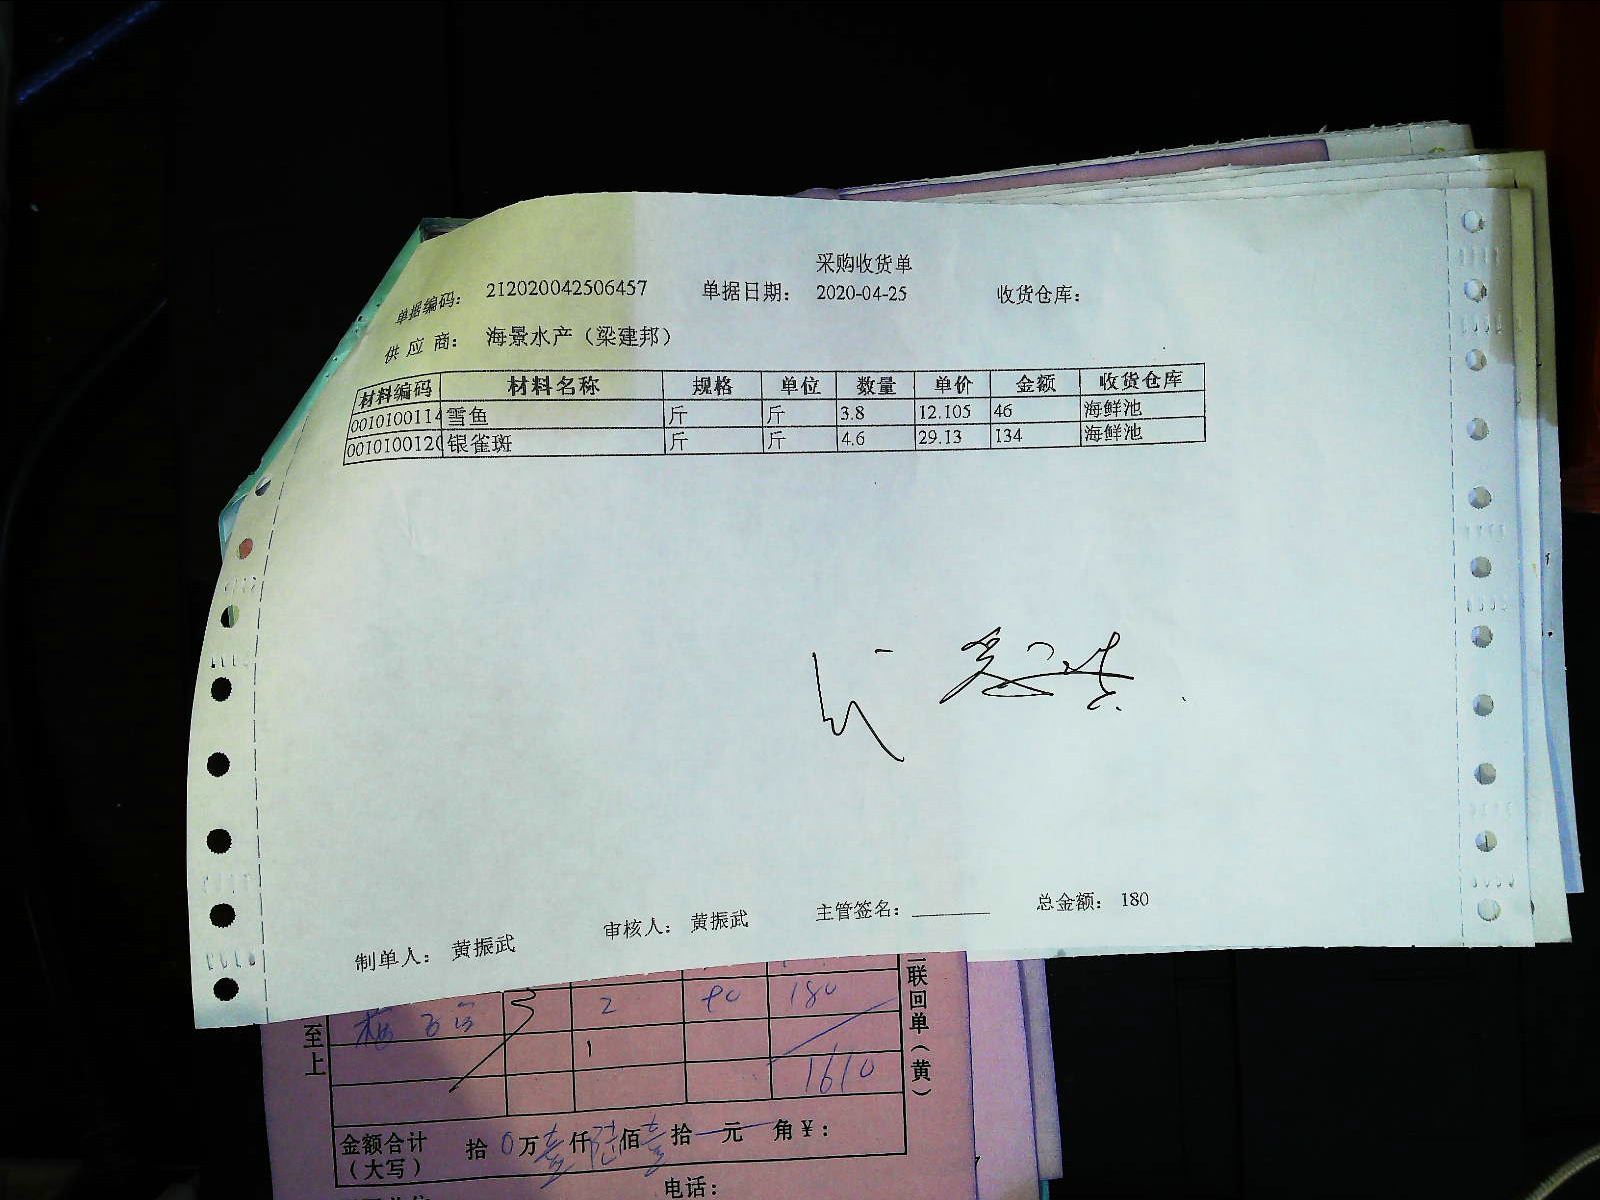 采购收货单
单据编码： 212020042506457 单据日期： 2020-04-25 收货仓库：
供 应 商： 海景水产（梁建邦）
材料编码 材料名称 规格 单位 数量 单价 金额 收货仓库
0010100114 雪鱼 斤 斤 3.8 12.105 46 海鲜池
001010012 银雀斑 斤 斤 4.6 29.13 134 海鲜池
制单人： 黄振武 审核人： 黄振武 主管签名： 总金额： 180
2 90 180
1610
金额合计（大写） 拾 0 万 壹 仟 陆 佰 壹 拾 元 角 ¥：
电话：
至上
联回单（黄）